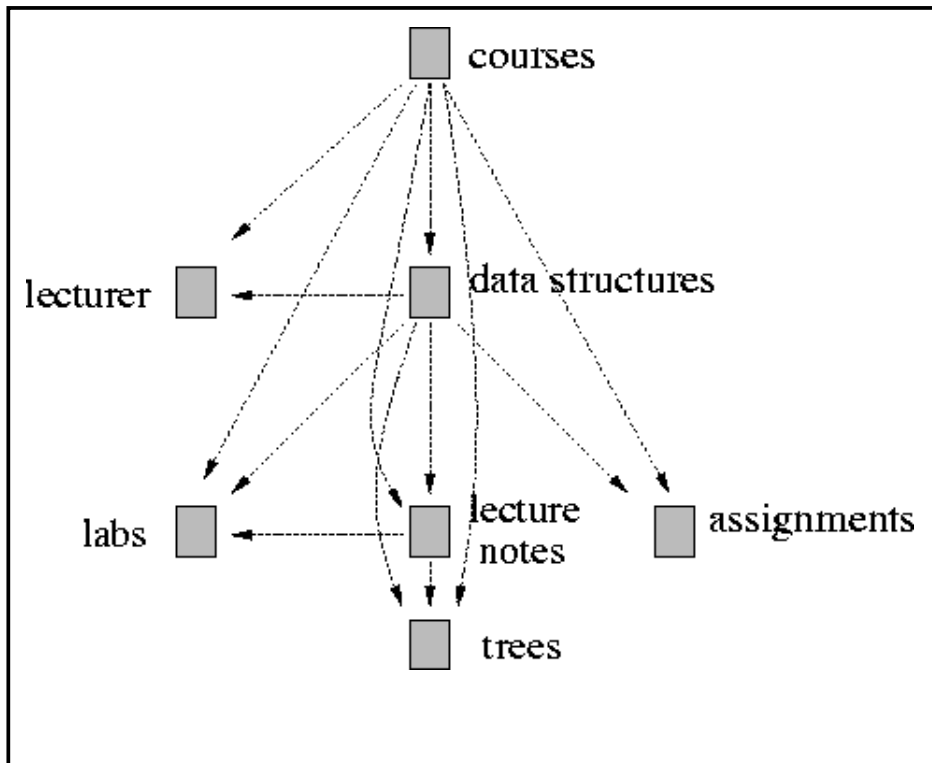 courses
lecturer
data structures
labs
lecture
notes
assignments
trees